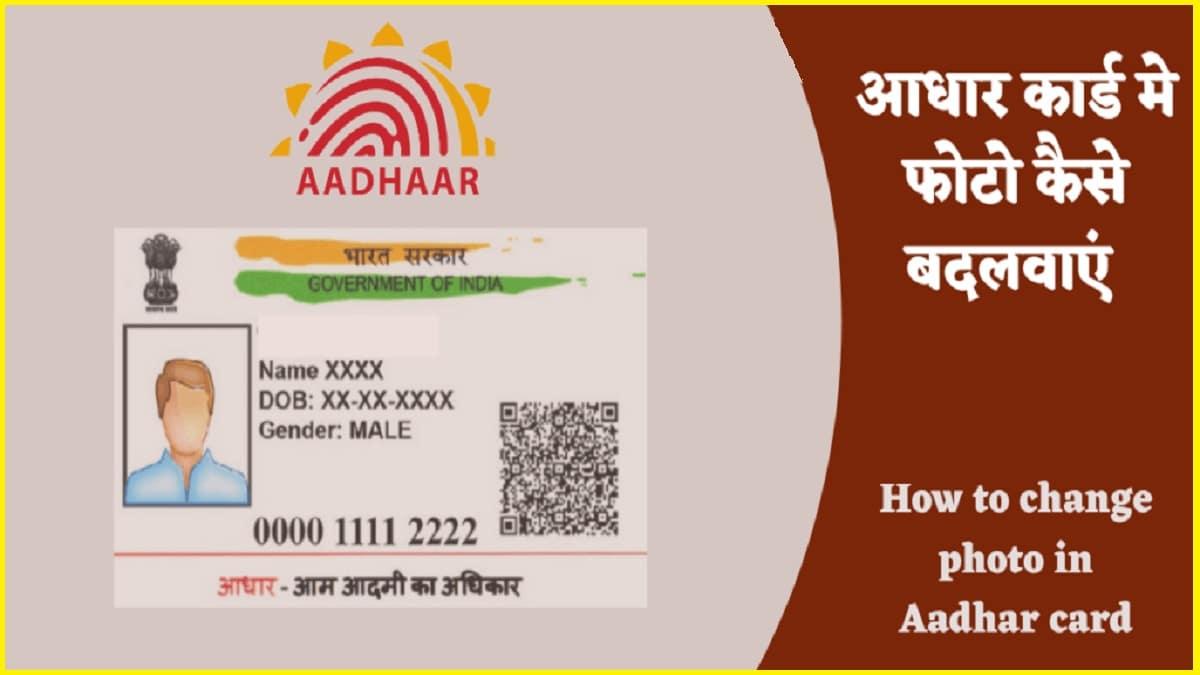 AADHAAR
भारत सरकार
GOVERNMENT OF INDIA
Name XXXX
DOB: XX-XX-XXXX
Gender: MALE
0000 1111 2222
आधार - आम आदमी का अधिकार
आधार कार्ड मे
फोटो कैसे
बदलवाएं
How to change
photo in
Aadhar card